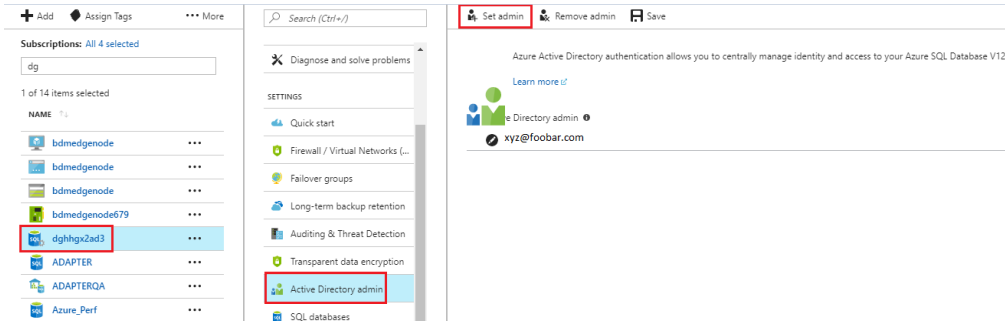 Add Assign Tags ••• More
Subscriptions: All 4 selected
dg
1 of 14 items selected
NAME
bdmedgenode •••
bdmedgenode •••
bdmedgenode •••
bdmedgenode679 •••
dghhgx2ad3 •••
ADAPTER •••
ADAPTERQA •••
Azure_Perf •••
Search (Ctrl+/)
Diagnose and solve problems
SETTINGS
Quick start
Firewall / Virtual Networks (...
Failover groups
Long-term backup retention
Auditing & Threat Detection
Transparent data encryption
Active Directory admin
SQL databases
Set admin Remove admin Save
Azure Active Directory authentication allows you to centrally manage identity and access to your Azure SQL Database V12
Learn more
e Directory admin
xyz@foobar.com